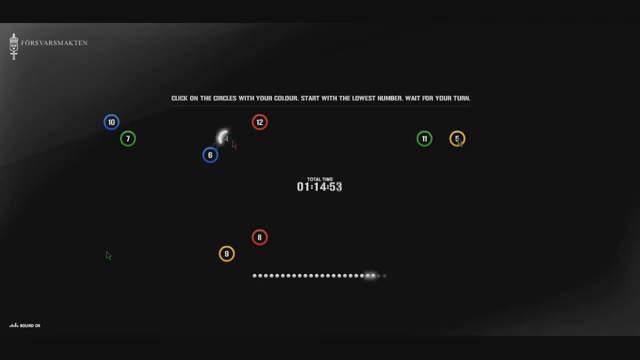 FÖRSVARSMAKTEN
CLICK ON THE CIRCLES WITH YOUR COLOUR. START WITH THE LOWEST NUMBER. WAIT FOR YOUR TURN.
10
12
7
11
5
6
TOTAL TIME
01:14:53
8
9
SOUND ON